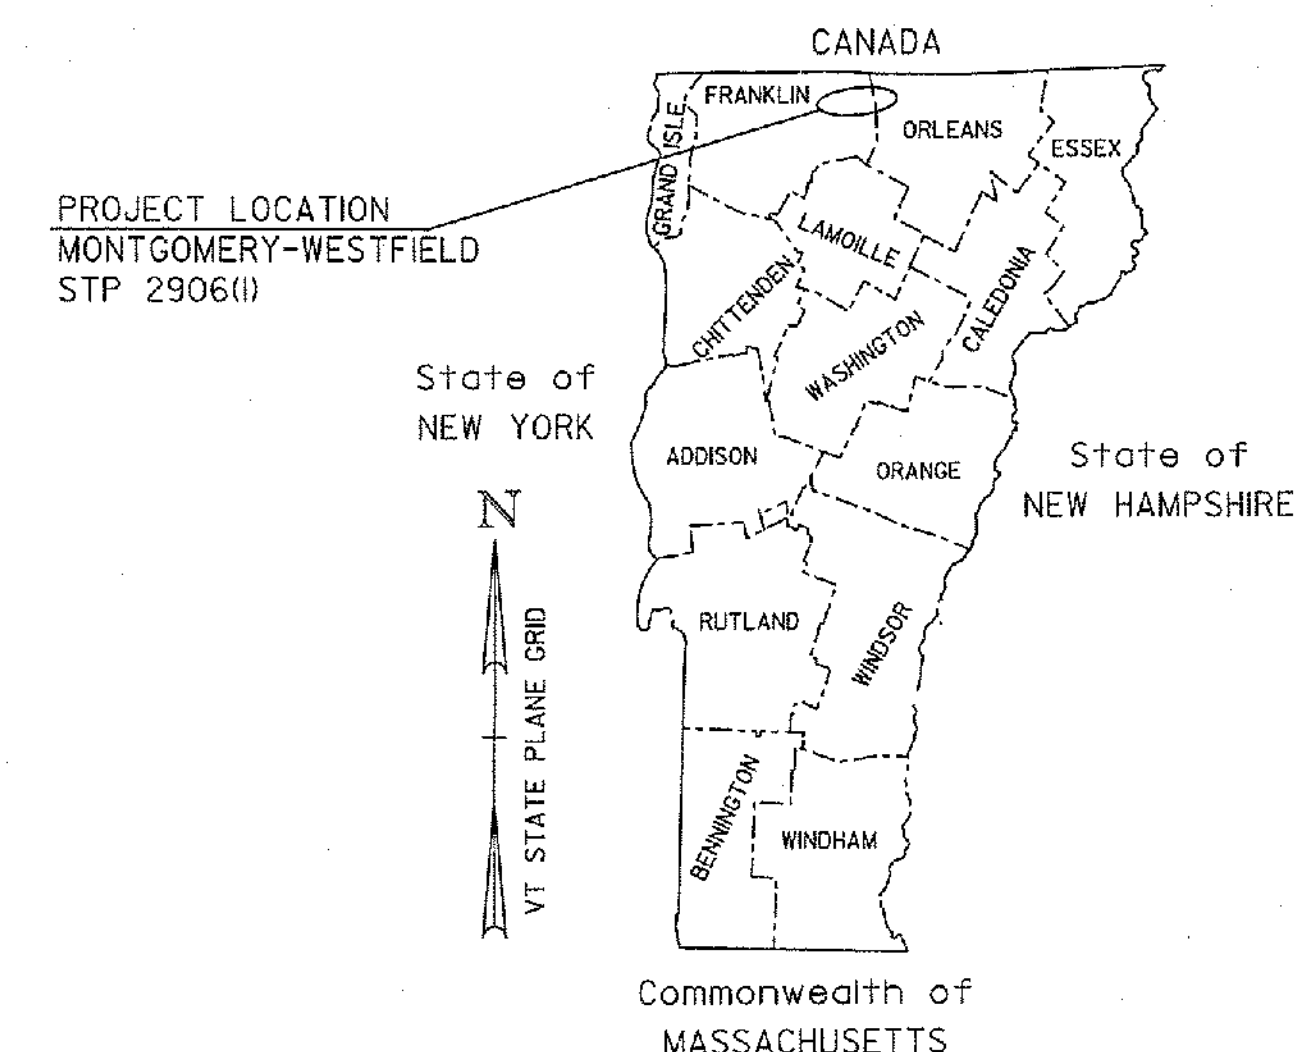 CANADA
FRANKLIN
ORLEANS
ESSEX
GRAND ISLE
PROJECT LOCATION
MONTGOMERY-WESTFIELD
STP 2906(1)
LAMOILLE
CHITTENDEN
CALEDONIA
WASHINGTON
State of
NEW YORK
ADDISON
ORANGE
State of
NEW HAMPSHIRE
N
VT STATE PLANE GRID
RUTLAND
WINDSOR
BENNINGTON
WINDHAM
Commonwealth of
MASSACHUSETTS